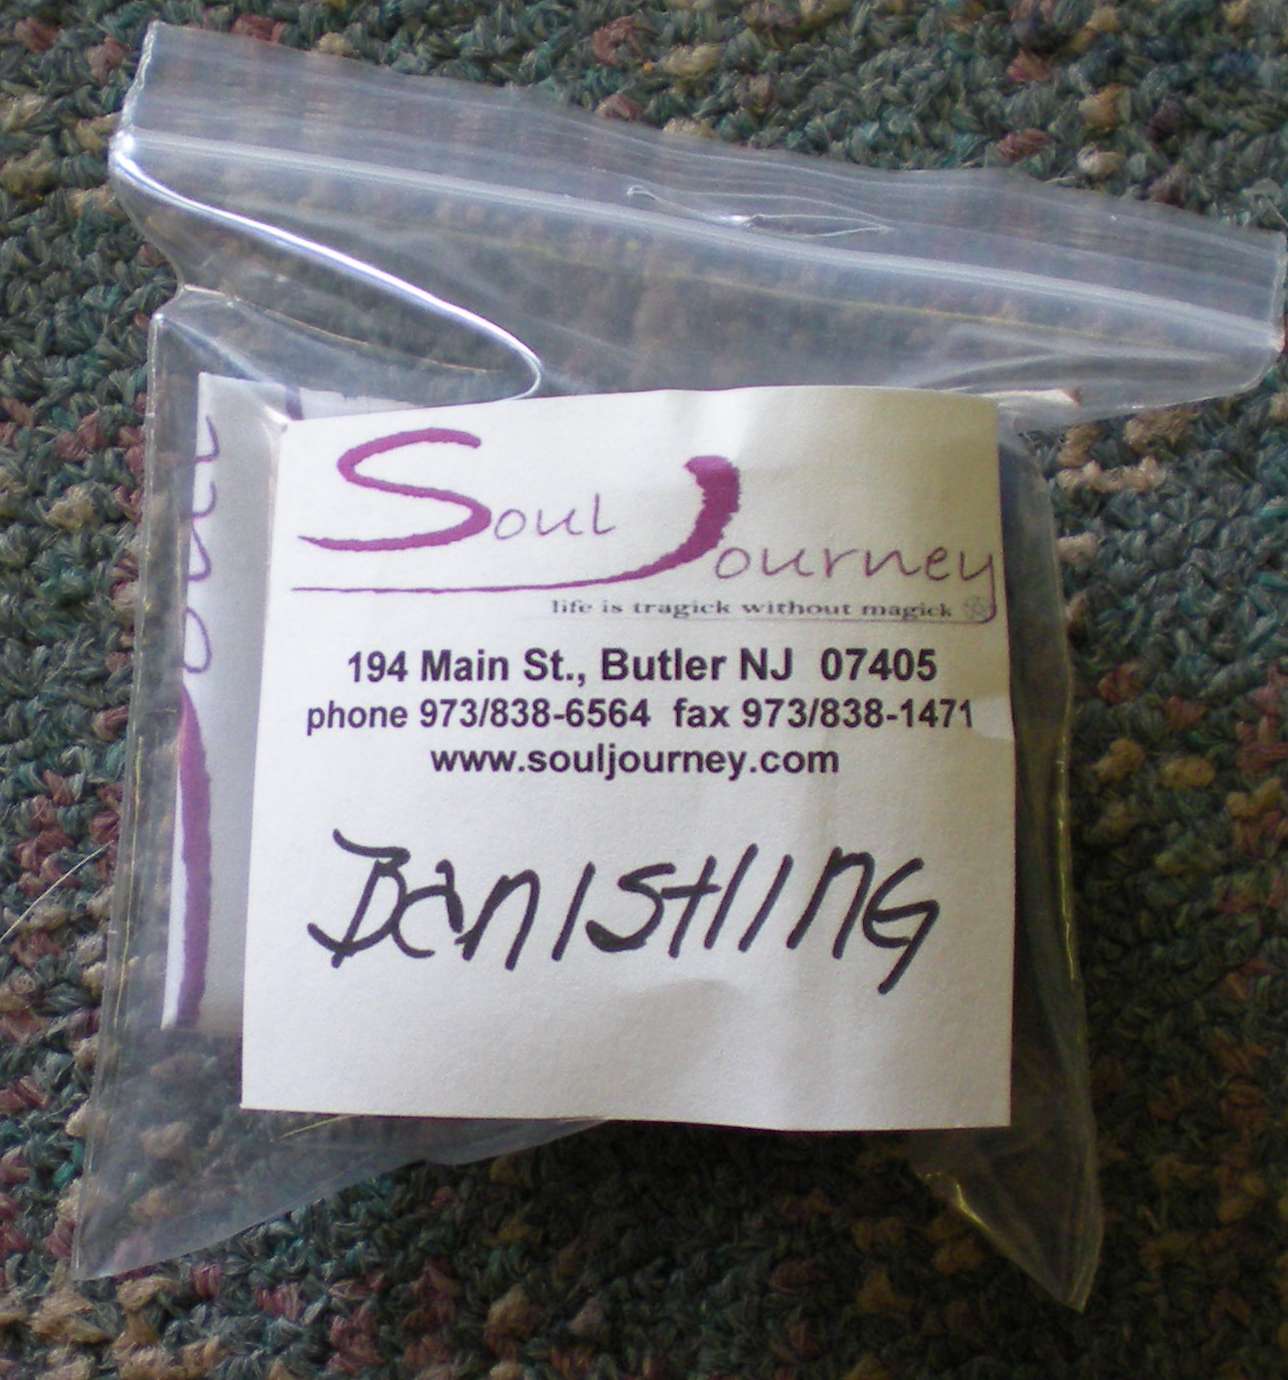 Soul Journey
life is tragick without magick
194 Main St., Butler NJ 07405
phone 973/838-6564 fax 973/838-1471
www.souljourney.com
BANISHING